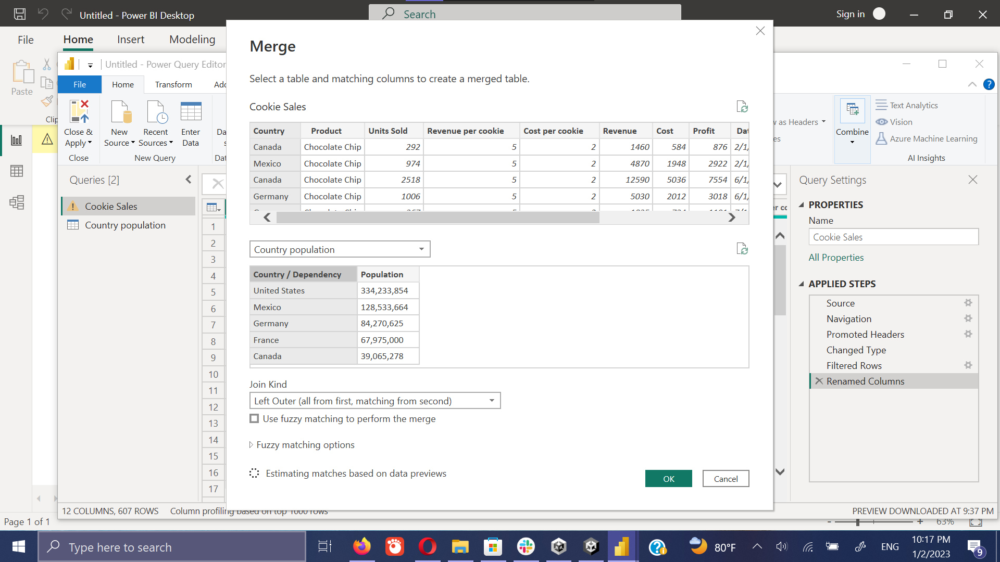 Untitled - Power BI Desktop
Search
Sign in
File
Home
Insert
Modeling
Paste
Untitled - Power Query Editor
File
Home
Transform
Close & Apply
New Source
Recent Sources
Enter Data
Close
New Query
Queries [2]
Cookie Sales
Country population
1
2
3
4
5
6
7
8
9
10
11
12
13
14
15
16
17
Merge
Select a table and matching columns to create a merged table.
Cookie Sales
Country Product Units Sold Revenue per cookie Cost per cookie Revenue Cost Profit Dat
Canada Chocolate Chip 292 5 2 1460 584 876 2/1/
Mexico Chocolate Chip 974 5 2 4870 1948 2922 2/1/
Canada Chocolate Chip 2518 5 2 12590 5036 7554 6/1/
Germany Chocolate Chip 1006 5 2 5030 2012 3018 6/1/
Country population
Country / Dependency Population
United States 334,233,854
Mexico 128,533,664
Germany 84,270,625
France 67,975,000
Canada 39,065,278
Join Kind
Left Outer (all from first, matching from second)
Use fuzzy matching to perform the merge
Fuzzy matching options
Estimating matches based on data previews
OK
Cancel
w as Headers
Combine
Text Analytics
Vision
Azure Machine Learning
AI Insights
Query Settings
PROPERTIES
Name
Cookie Sales
All Properties
APPLIED STEPS
Source
Navigation
Promoted Headers
Changed Type
Filtered Rows
Renamed Columns
12 COLUMNS, 607 ROWS
Column profiling based on top 1000 rows
PREVIEW DOWNLOADED AT 9:37 PM
Page 1 of 1
63%
Type here to search
80°F
ENG
10:17 PM
1/2/2023
9